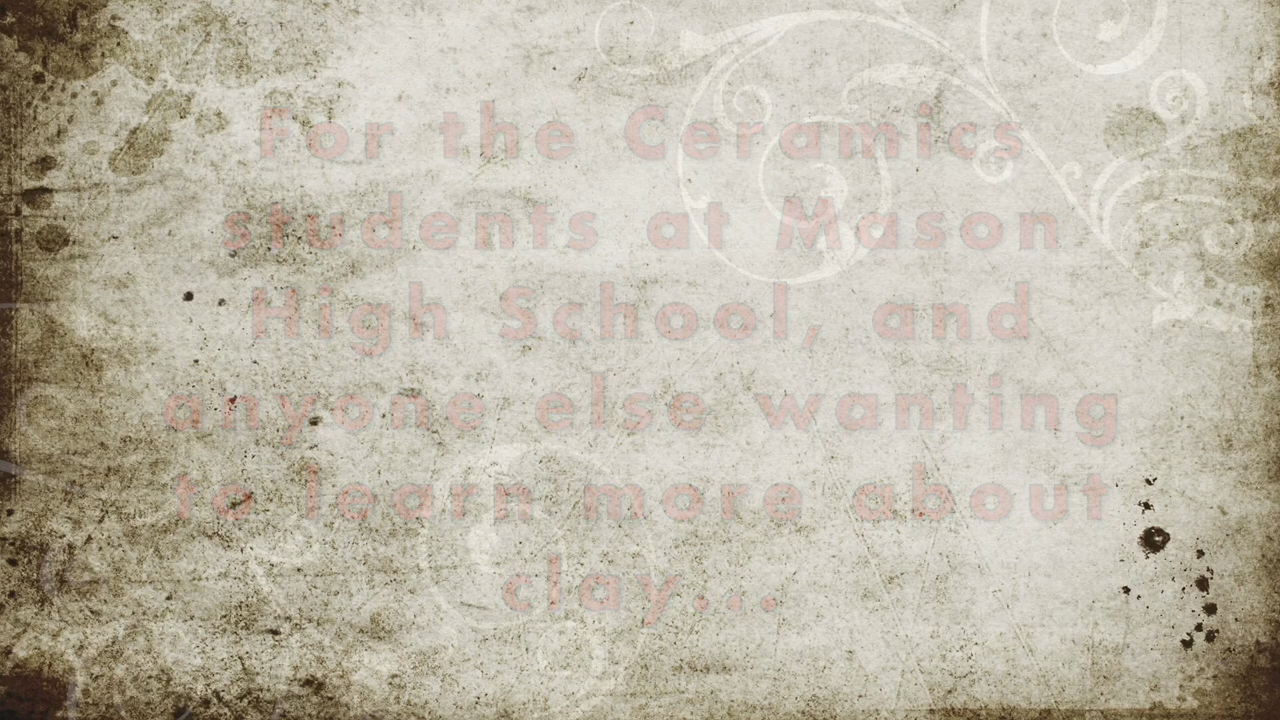 For the Ceramics
students at Mason
High School, and
anyone else wanting
to learn more about
clay...